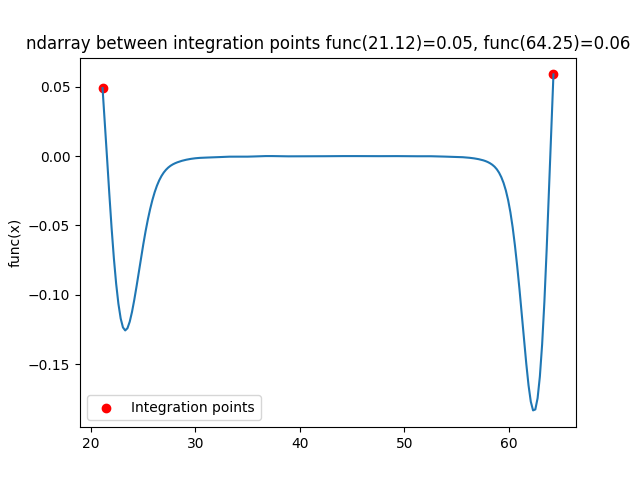 ndarray between integration points func(21.12)=0.05, func(64.25)=0.06
0.05
0.00
−0.05
−0.10
−0.15
func(x)
Integration points
20 30 40 50 60